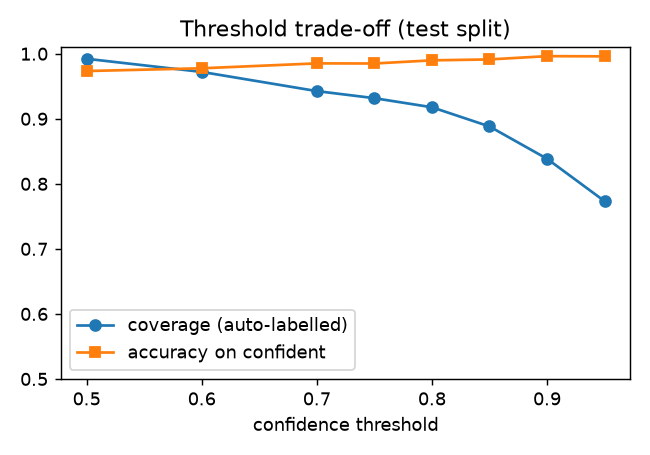 Threshold trade-off (test split)
1.0
0.9
0.8
0.7
0.6
0.5
coverage (auto-labelled)
accuracy on confident
0.5 0.6 0.7 0.8 0.9
confidence threshold